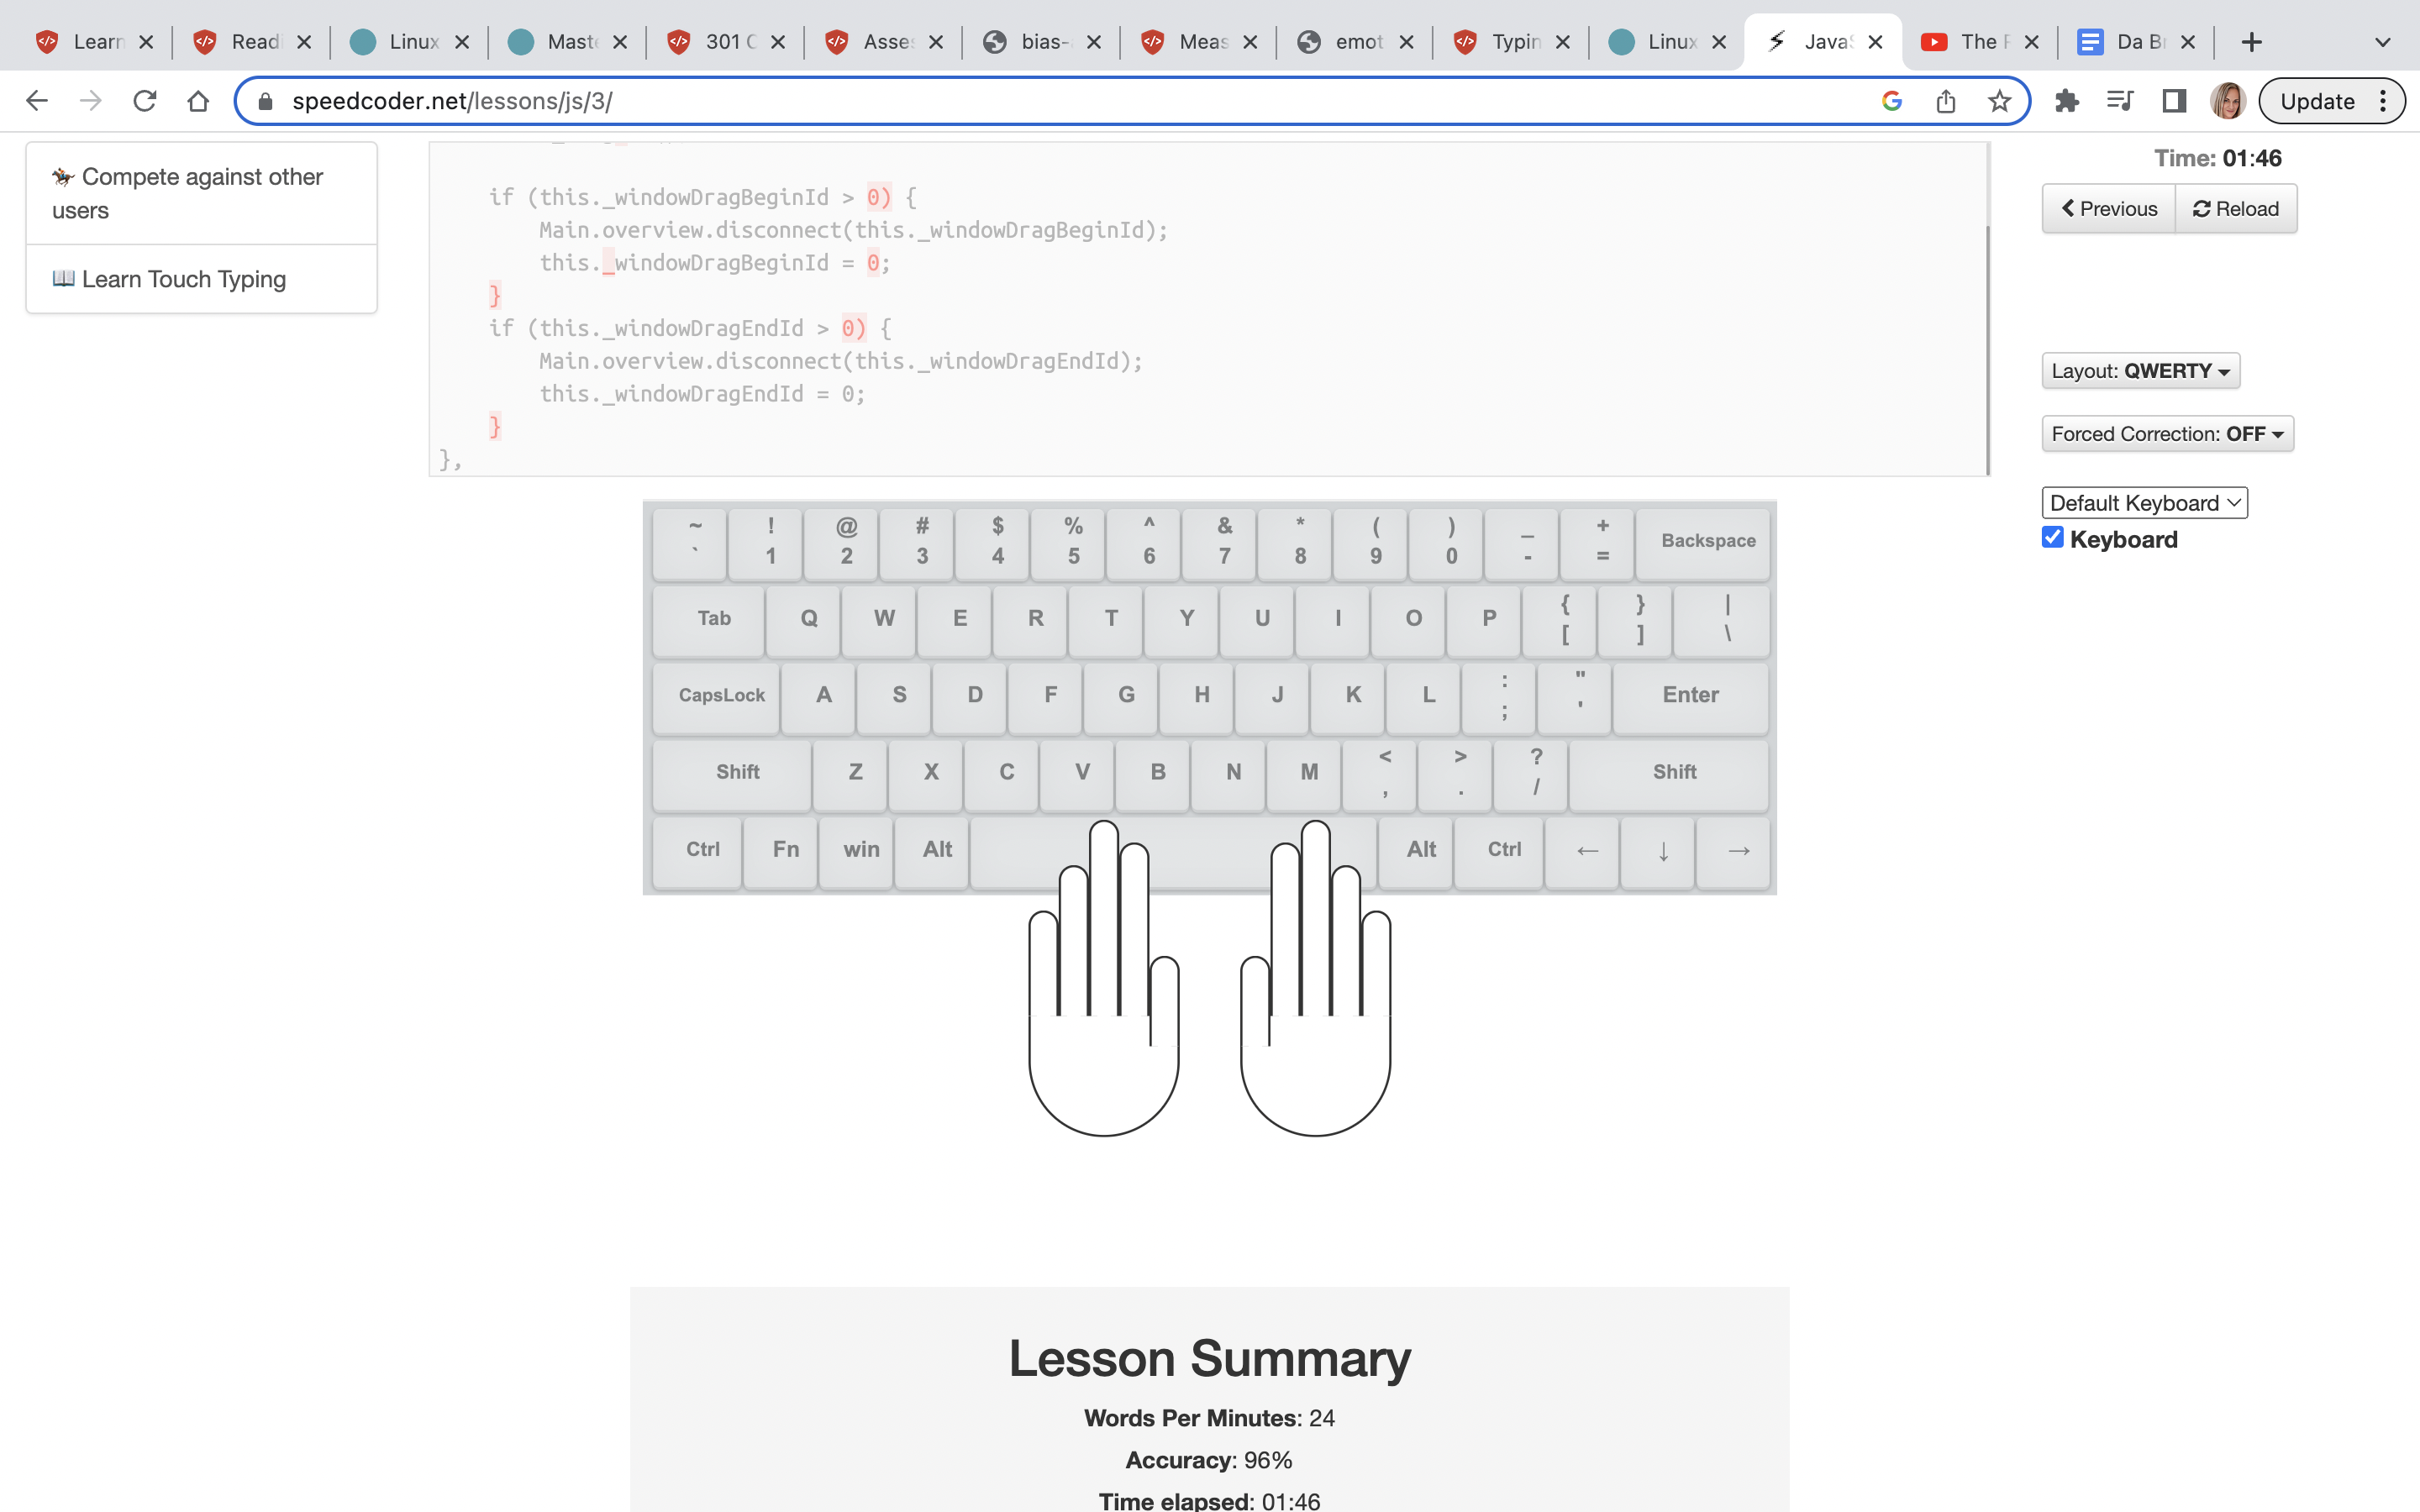 Learn
Readi
Linux
Maste
301 C
Asses
bias-
Meas
emot
Typin
Linux
JavaS
The F
Da Br
speedcoder.net/lessons/js/3/
Update
Compete against other
users
Learn Touch Typing
if (this._windowDragBeginId > 0) {
Main.overview.disconnect(this._windowDragBeginId);
this._windowDragBeginId = 0;
}
if (this._windowDragEndId > 0) {
Main.overview.disconnect(this._windowDragEndId);
this._windowDragEndId = 0;
}
},
Time: 01:46
Previous
Reload
Layout: QWERTY
Forced Correction: OFF
Default Keyboard
Keyboard
~ ! @ # $ % ^ & * ( ) _ +
` 1 2 3 4 5 6 7 8 9 0 - = Backspace
Tab Q W E R T Y U I O P { } |
[ ] \
CapsLock A S D F G H J K L : " Enter
; '
Shift Z X C V B N M < > ? Shift
, . /
Ctrl Fn win Alt Alt Ctrl ← ↓ →
Lesson Summary
Words Per Minutes: 24
Accuracy: 96%
Time elapsed: 01:46